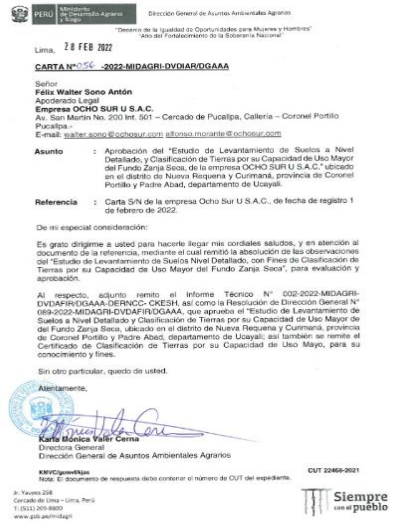 PERÚ
Ministerio
de Desarrollo Agrario
y Riego
Dirección General de Asuntos Ambientales Agrarios
"Decenio de la Igualdad de Oportunidades para Mujeres y Hombres"
"Año del Fortalecimiento de la Soberanía Nacional"
Lima, 28 FEB 2022
CARTA N° 056 -2022-MIDAGRI-DVDIAR/DGAAA
Señor
Félix Walter Sono Antón
Apoderado Legal
Empresa OCHO SUR U S.A.C.
Av. San Martin No. 200 Int. 501 – Cercado de Pucallpa, Callería – Coronel Portillo
Pucallpa.-
E-mail: walter.sono@ochosur.com alfonso.morante@ochosur.com
Asunto : Aprobación del "Estudio de Levantamiento de Suelos a Nivel
Detallado, y Clasificación de Tierras por su Capacidad de Uso Mayor
del Fundo Zanja Seca, de la empresa OCHO SUR U S.A.C." ubicado
en el distrito de Nueva Requena y Curimaná, provincia de Coronel
Portillo y Padre Abad, departamento de Ucayali.
Referencia : Carta S/N de la empresa Ocho Sur U S.A.C., de fecha de registro 1
de febrero de 2022.
De mi especial consideración:
Es grato dirigirme a usted para hacerle llegar mis cordiales saludos, y en atención al
documento de la referencia, mediante el cual remitió la absolución de las observaciones
del "Estudio de Levantamiento de Suelos Nivel Detallado, con Fines de Clasificación de
Tierras por su Capacidad de Uso Mayor del Fundo Zanja Seca", para evaluación y
aprobación.
Al respecto, adjunto remito el Informe Técnico N° 002-2022-MIDAGRI-
DVDAFIR/DGAAA-DERNCC- CKESH, así como la Resolución de Dirección General N°
089-2022-MIDAGRI-DVDAFIR/DGAAA, que aprueba el "Estudio de Levantamiento de
Suelos Nivel Detallado y Clasificación de Tierras por su Capacidad de Uso Mayor de
del Fundo Zanja Seca, ubicado en el distrito de Nueva Requena y Curimaná, provincia
de Coronel Portillo y Padre Abad, departamento de Ucayali; así también se remite el
Certificado de Clasificación de Tierras por su Capacidad de Uso Mayo, para su
conocimiento y fines.
Sin otro particular, quedo de usted.
Atentamente,
Karla Mónica Valer Cerna
Directora General
Dirección General de Asuntos Ambientales Agrarios
CUT 22468-2021
Nota: El documento de respuesta debe contener el número de CUT del expediente.
Jr. Yauyos 258
Cercado de Lima – Lima, Perú
T: (511) 209-8800
www.gob.pe/midagri
Siempre
con el pueblo